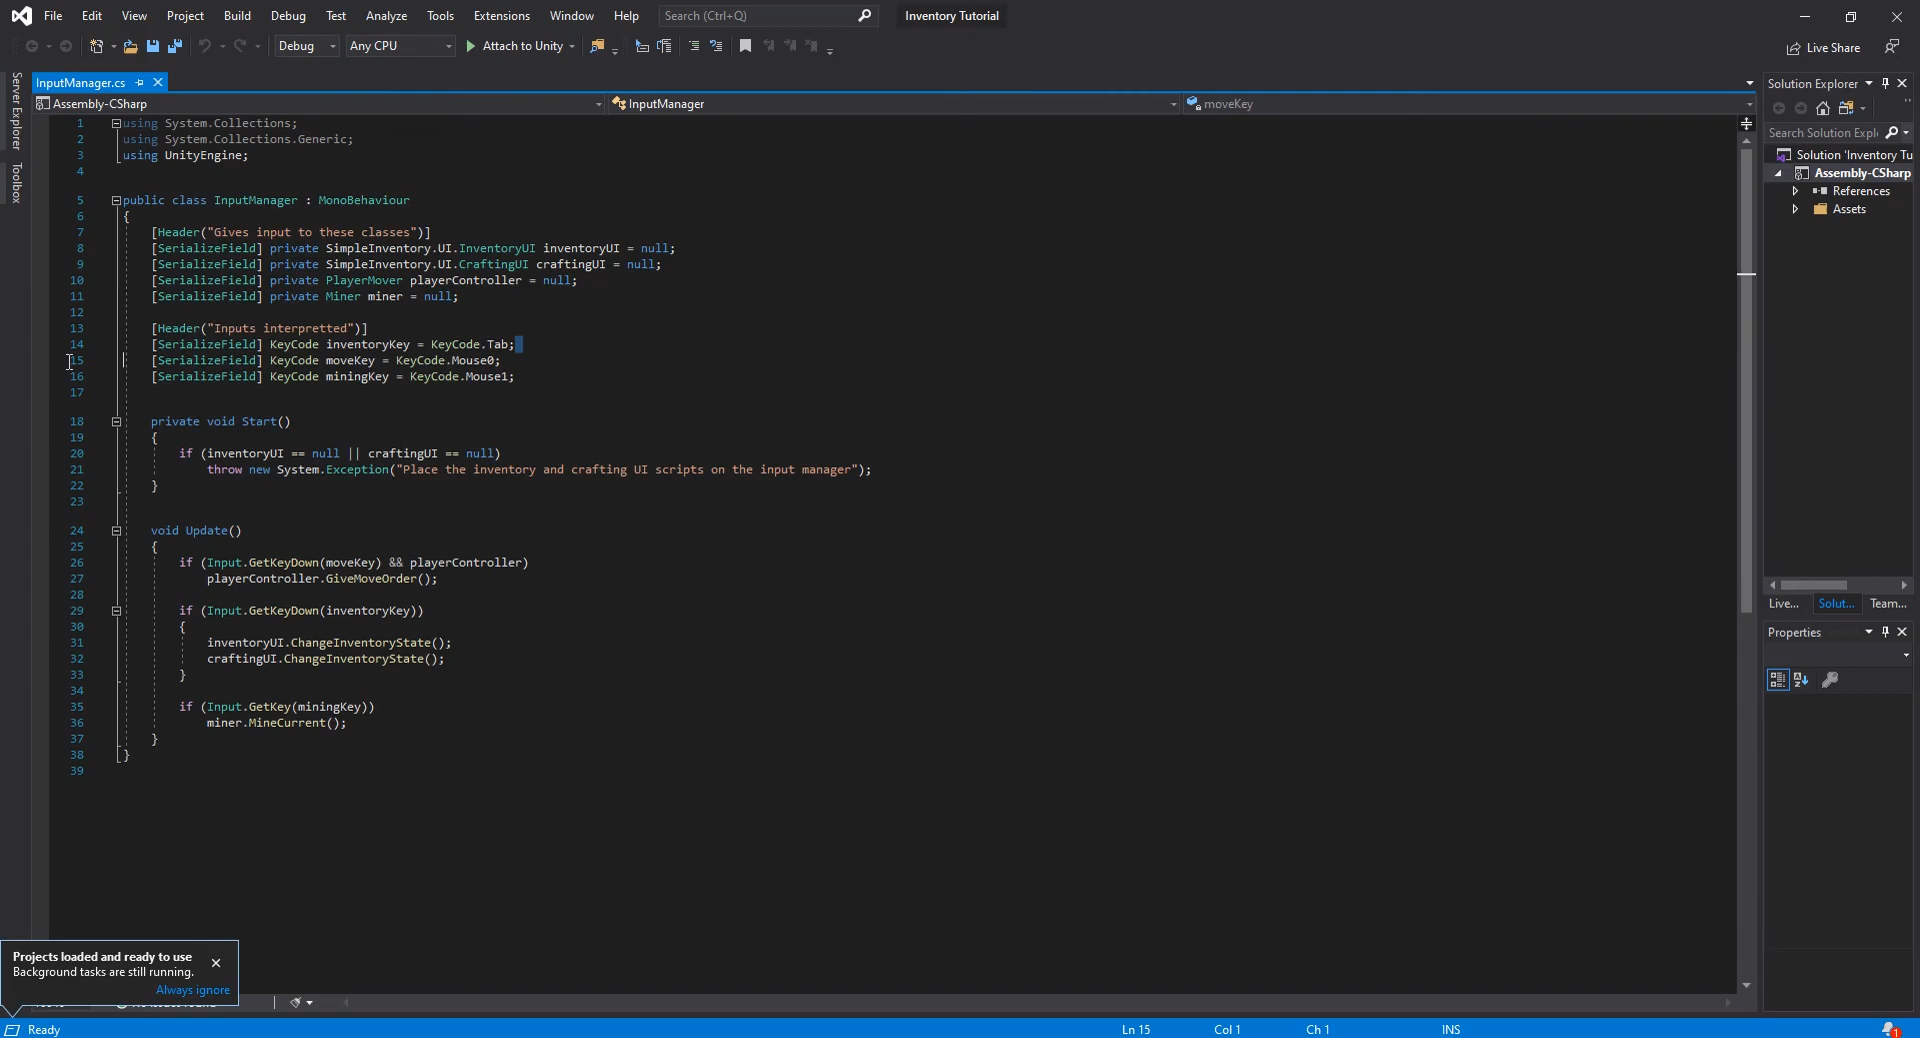 File Edit View Project Build Debug Test Analyze Tools Extensions Window Help Search (Ctrl+Q) Inventory Tutorial
Debug Any CPU Attach to Unity Live Share
Server Explorer
Toolbox
InputManager.cs
Assembly-CSharp InputManager moveKey
1 using System.Collections;
2 using System.Collections.Generic;
3 using UnityEngine;
4
5 public class InputManager : MonoBehaviour
6 {
7 [Header("Gives input to these classes")]
8 [SerializeField] private SimpleInventory.UI.InventoryUI inventoryUI = null;
9 [SerializeField] private SimpleInventory.UI.CraftingUI craftingUI = null;
10 [SerializeField] private PlayerMover playerController = null;
11 [SerializeField] private Miner miner = null;
12
13 [Header("Inputs interpretted")]
14 [SerializeField] KeyCode inventoryKey = KeyCode.Tab;
15 [SerializeField] KeyCode moveKey = KeyCode.Mouse0;
16 [SerializeField] KeyCode miningKey = KeyCode.Mouse1;
17
18 private void Start()
19 {
20 if (inventoryUI == null || craftingUI == null)
21 throw new System.Exception("Place the inventory and crafting UI scripts on the input manager");
22 }
23
24 void Update()
25 {
26 if (Input.GetKeyDown(moveKey) && playerController)
27 playerController.GiveMoveOrder();
28
29 if (Input.GetKeyDown(inventoryKey))
30 {
31 inventoryUI.ChangeInventoryState();
32 craftingUI.ChangeInventoryState();
33 }
34
35 if (Input.GetKey(miningKey))
36 miner.MineCurrent();
37 }
38 }
39
Solution Explorer
Search Solution Expl
Solution 'Inventory Tu
Assembly-CSharp
References
Assets
Live... Solut... Team...
Properties
Projects loaded and ready to use
Background tasks are still running.
Always ignore
Ready Ln 15 Col 1 Ch 1 INS 1